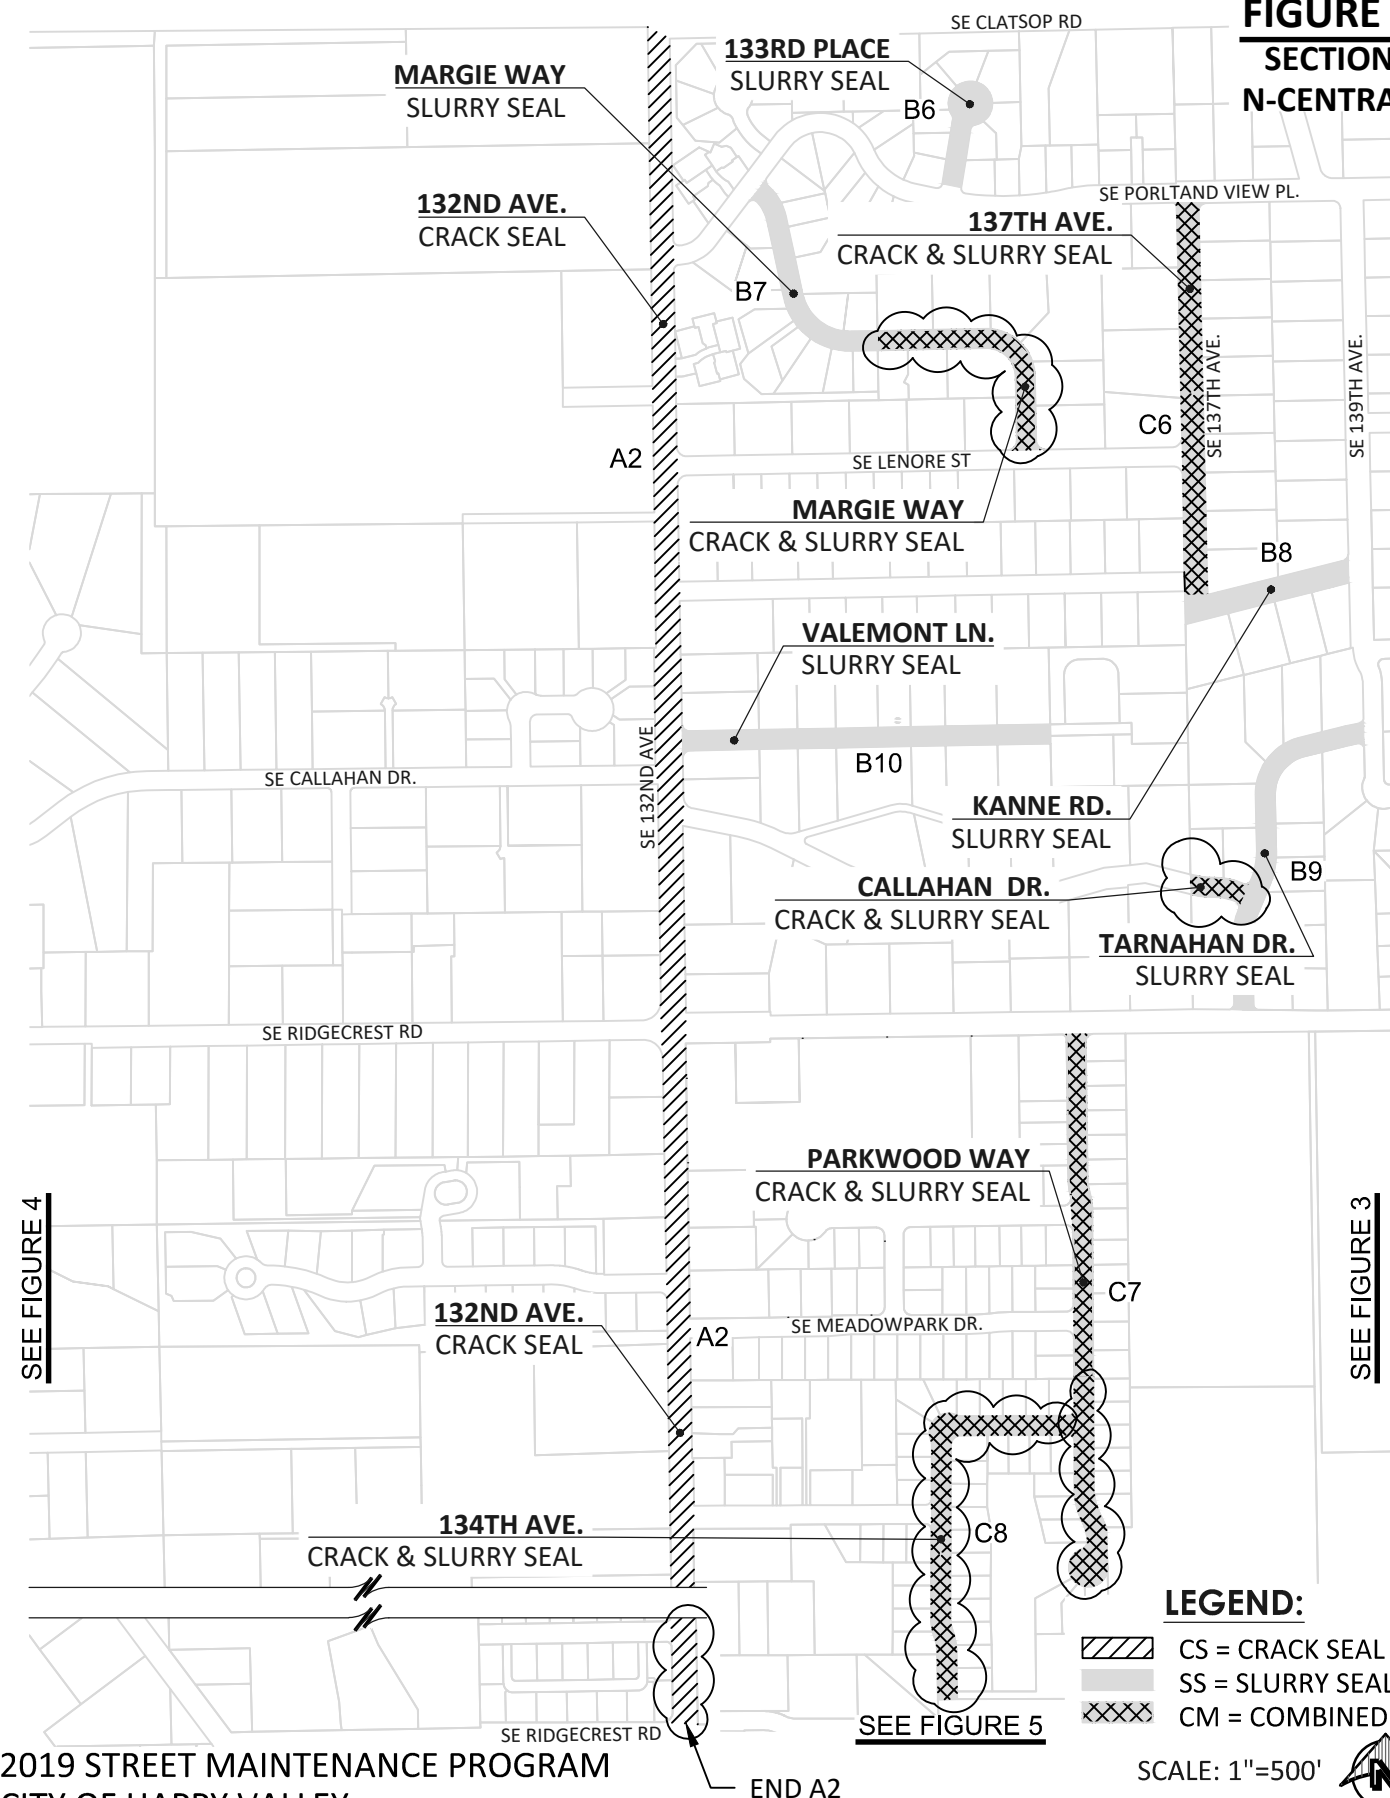 FIGURE
SECTION
N-CENTRA
SE CLATSOP RD
133RD PLACE
SLURRY SEAL
MARGIE WAY
SLURRY SEAL
B6
132ND AVE.
CRACK SEAL
SE PORLTAND VIEW PL.
137TH AVE.
CRACK & SLURRY SEAL
B7
SE 137TH AVE.
SE 139TH AVE.
C6
A2
SE LENORE ST
MARGIE WAY
CRACK & SLURRY SEAL
B8
VALEMONT LN.
SLURRY SEAL
SE 132ND AVE
B10
SE CALLAHAN DR.
KANNE RD.
SLURRY SEAL
B9
CALLAHAN DR.
CRACK & SLURRY SEAL
TARNAHAN DR.
SLURRY SEAL
SE RIDGECREST RD
PARKWOOD WAY
CRACK & SLURRY SEAL
SEE FIGURE 4
SEE FIGURE 3
C7
132ND AVE.
CRACK SEAL
A2
SE MEADOWPARK DR.
134TH AVE.
CRACK & SLURRY SEAL
C8
LEGEND:
CS = CRACK SEAL
SS = SLURRY SEAL
CM = COMBINED
SE RIDGECREST RD
SEE FIGURE 5
2019 STREET MAINTENANCE PROGRAM
CITY OF HAPPY VALLEY
END A2
SCALE: 1"=500'
N